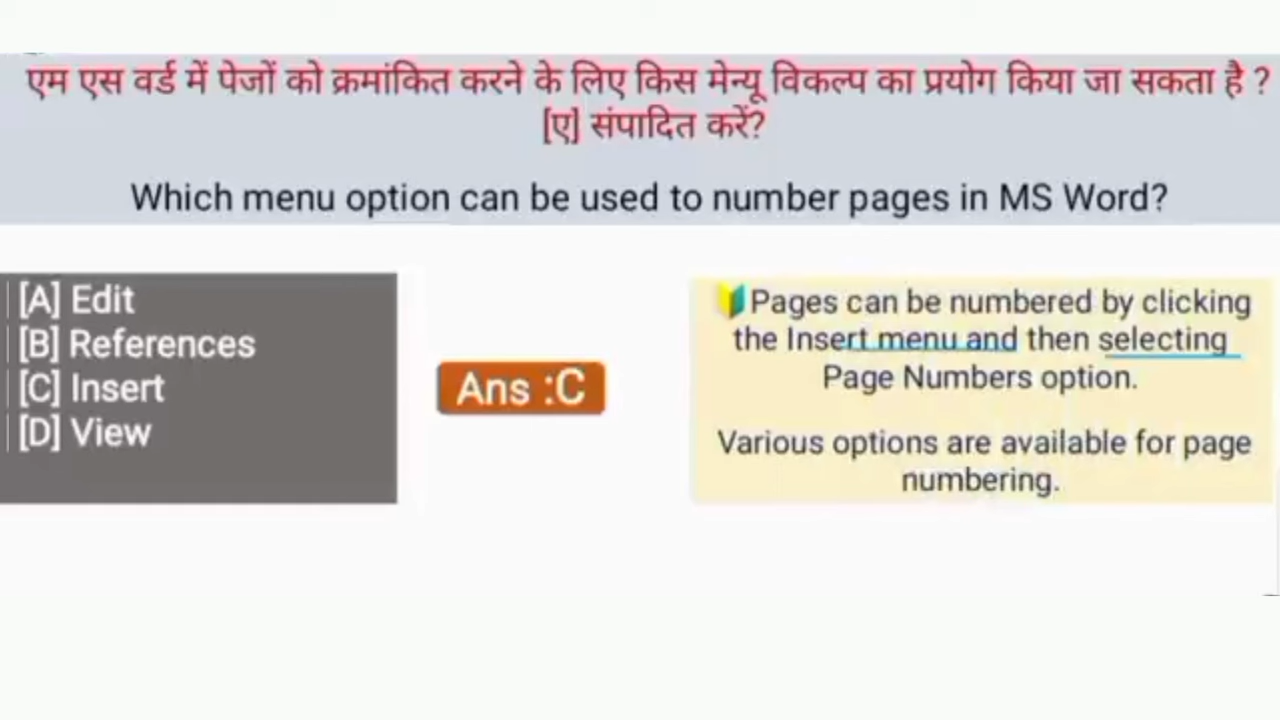 एम एस वर्ड में पेजों को क्रमांकित करने के लिए किस मेन्यू विकल्प का प्रयोग किया जा सकता है ?
[ए] संपादित करें?
Which menu option can be used to number pages in MS Word?
[A] Edit
[B] References
[C] Insert
[D] View
Ans :C
Pages can be numbered by clicking
the Insert menu and then selecting
Page Numbers option.
Various options are available for page
numbering.